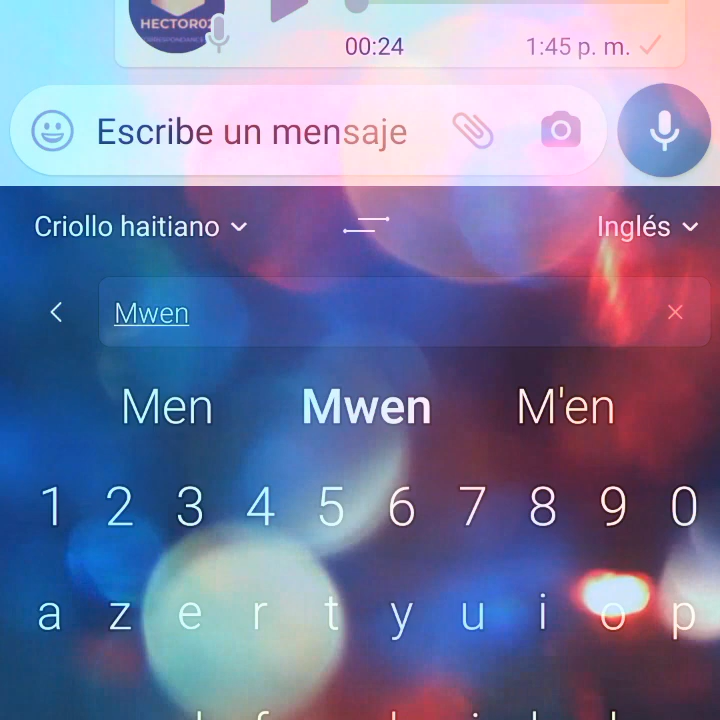 HECTOR02
00:24 1:45 p. m.
Escribe un mensaje
Criollo haitiano Inglés
Mwen
Men Mwen M'en
1 2 3 4 5 6 7 8 9 0
a z e r t y u i o p